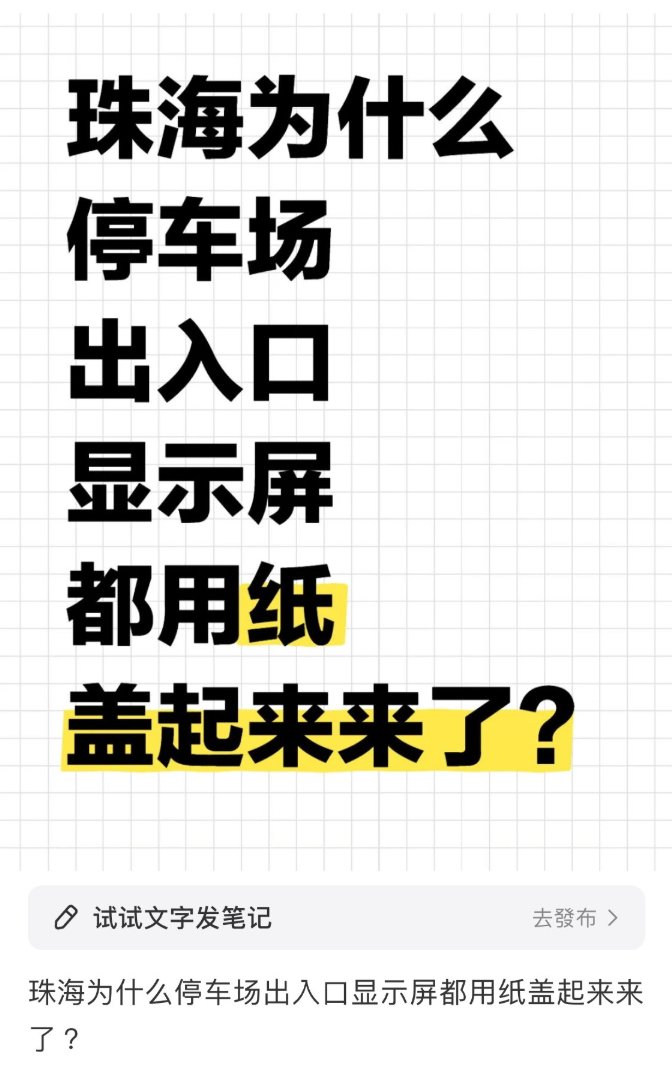 珠海为什么
停车场
出入口
显示屏
都用纸
盖起来来了?
试试文字发笔记
去發布
珠海为什么停车场出入口显示屏都用纸盖起来来
了？